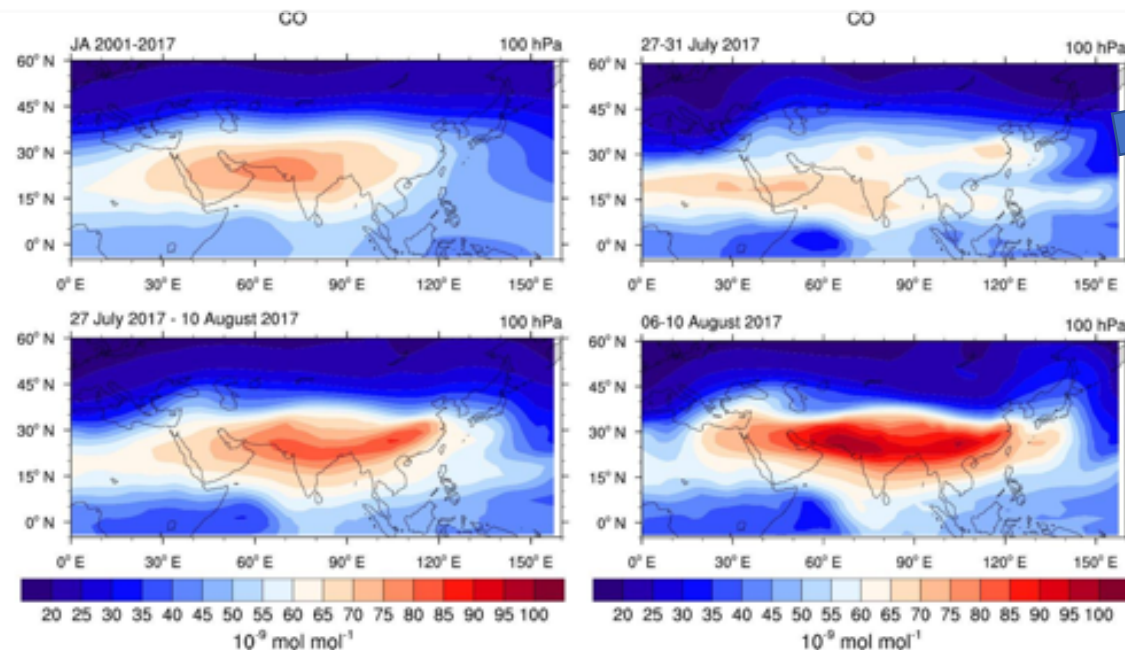 CO
JA 2001-2017 100 hPa
60° N
45° N
30° N
15° N
0° N
0° E 30° E 60° E 90° E 120° E 150° E
CO
27-31 July 2017 100 hPa
60° N
45° N
30° N
15° N
0° N
0° E 30° E 60° E 90° E 120° E 150° E
27 July 2017 - 10 August 2017 100 hPa
60° N
45° N
30° N
15° N
0° N
0° E 30° E 60° E 90° E 120° E 150° E
06-10 August 2017 100 hPa
60° N
45° N
30° N
15° N
0° N
0° E 30° E 60° E 90° E 120° E 150° E
20 25 30 35 40 45 50 55 60 65 70 75 80 85 90 95 100
10⁻⁹ mol mol⁻¹
20 25 30 35 40 45 50 55 60 65 70 75 80 85 90 95 100
10⁻⁹ mol mol⁻¹